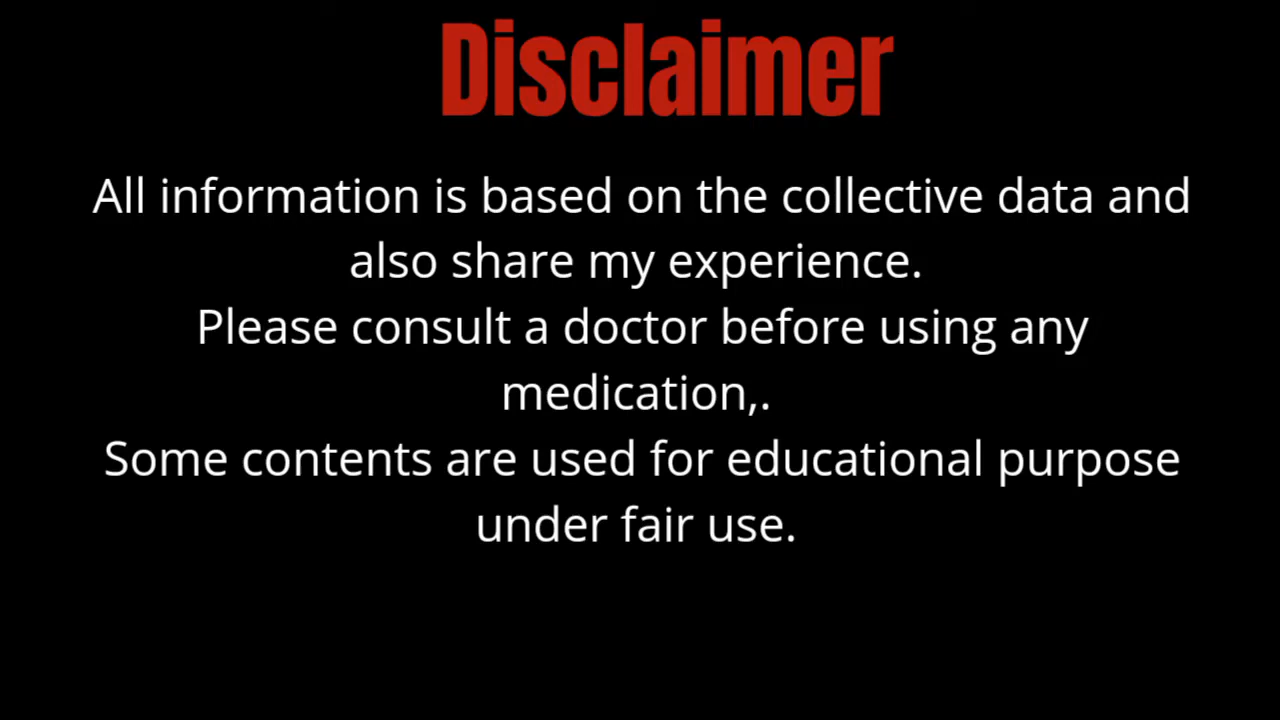 Disclaimer
All information is based on the collective data and
also share my experience.
Please consult a doctor before using any
medication,.
Some contents are used for educational purpose
under fair use.